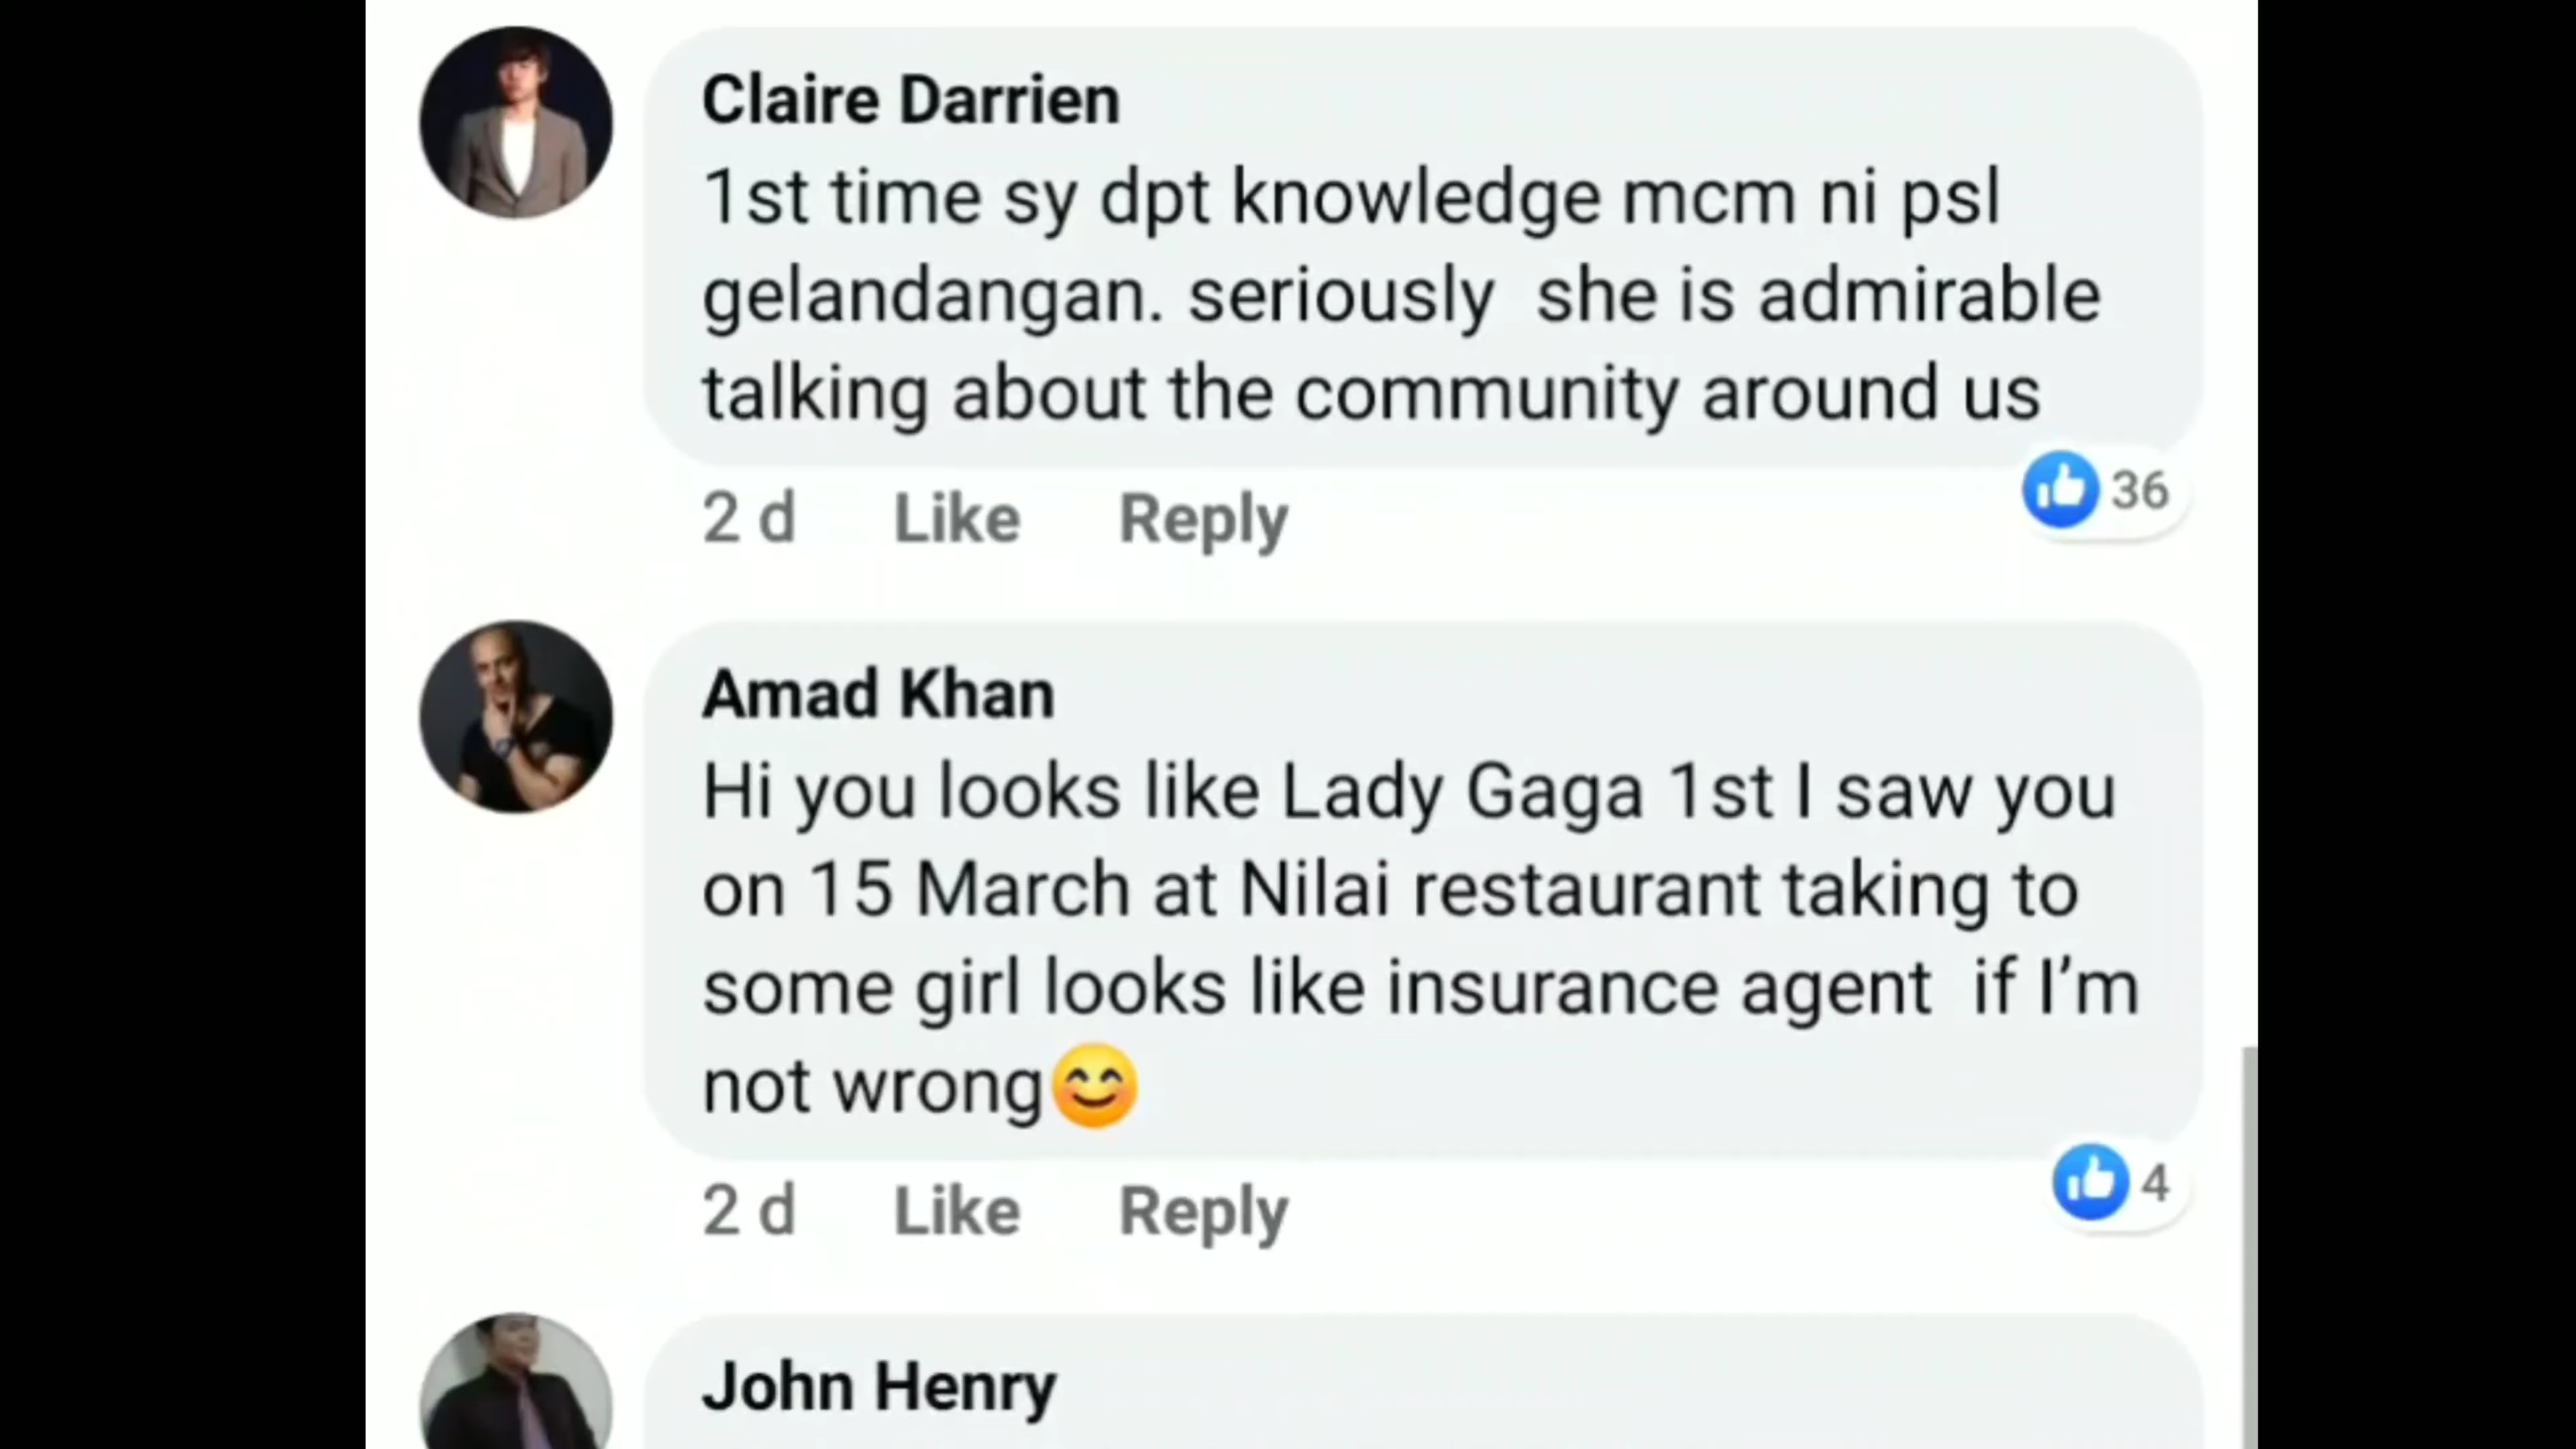 Claire Darrien
1st time sy dpt knowledge mcm ni psl
gelandangan. seriously  she is admirable
talking about the community around us
2 d Like Reply 36
Amad Khan
Hi you looks like Lady Gaga 1st I saw you
on 15 March at Nilai restaurant taking to
some girl looks like insurance agent  if I’m
not wrong😊
2 d Like Reply 4
John Henry